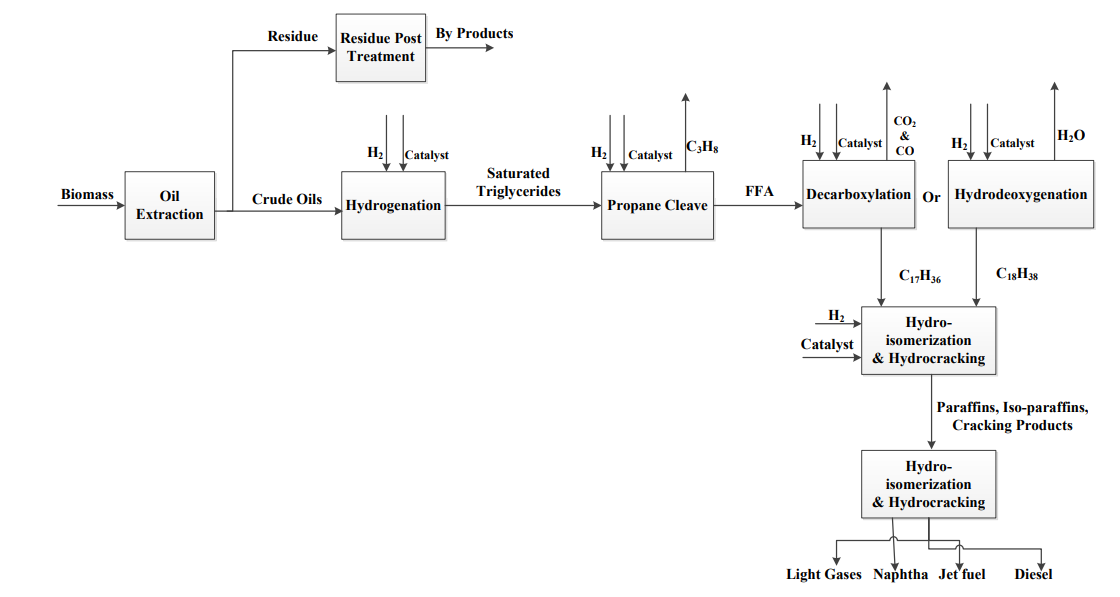 Residue
Residue Post
Treatment
By Products
Biomass
Oil
Extraction
Crude Oils
H₂
Catalyst
Hydrogenation
Saturated
Triglycerides
H₂
Catalyst
C₃H₈
Propane Cleave
FFA
H₂
Catalyst
CO₂
&
CO
Decarboxylation
Or
H₂
Catalyst
H₂O
Hydrodeoxygenation
C₁₇H₃₆
C₁₈H₃₈
H₂
Catalyst
Hydro-
isomerization
& Hydrocracking
Paraffins, Iso-paraffins,
Cracking Products
Hydro-
isomerization
& Hydrocracking
Light Gases
Naphtha
Jet fuel
Diesel